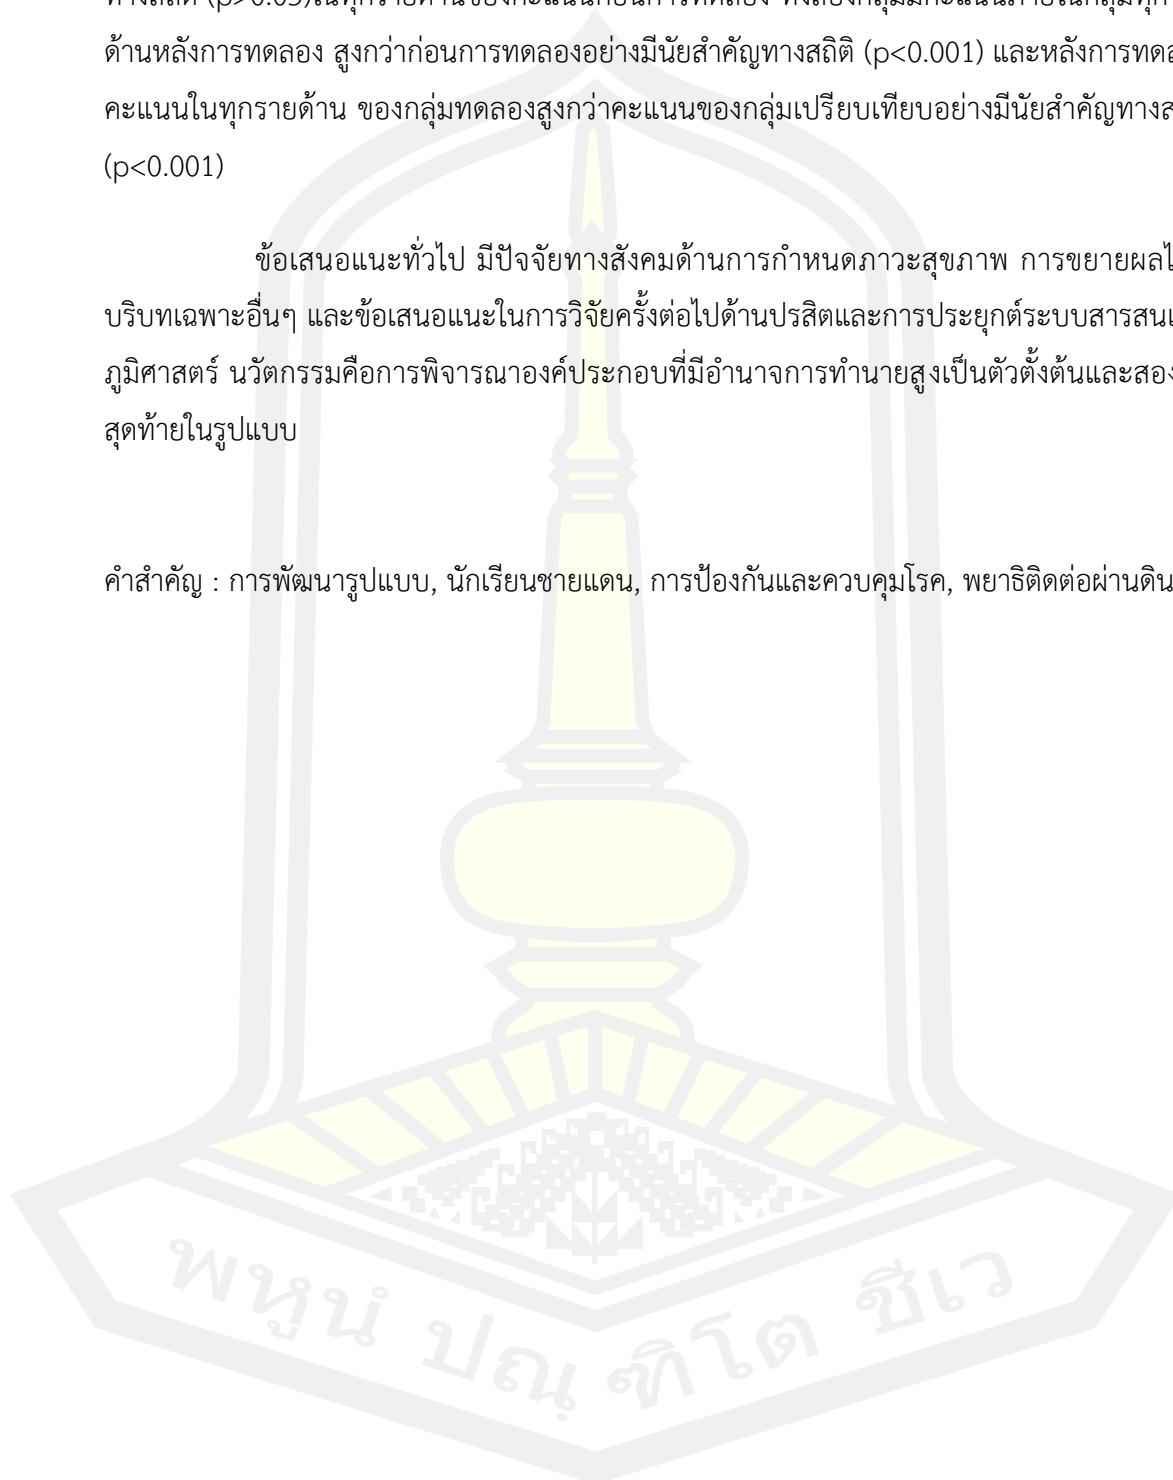 ด้านหลังการทดลอง สูงกว่าก่อนการทดลองอย่างมีนัยสำคัญทางสถิติ (p<0.001) และหลังการ
คะแนนในทุกรายด้าน ของกลุ่มทดลองสูงกว่าคะแนนของกลุ่มเปรียบเทียบอย่างมีนัยสำคัญ
(p<0.001)
ข้อเสนอแนะทั่วไป มีปัจจัยทางสังคมด้านการกำหนดภาวะสุขภาพ การขยายผล
บริบทเฉพาะอื่นๆ และข้อเสนอแนะในการวิจัยครั้งต่อไปด้านปรสิตและการประยุกต์ระบบ
ภูมิศาสตร์ นวัตกรรมคือการพิจารณาองค์ประกอบที่มีอำนาจการทำนายสูงเป็นตัวตั้งต้นและสอง
สุดท้ายในรูปแบบ
คำสำคัญ : การพัฒนารูปแบบ, นักเรียนชายแดน, การป้องกันและควบคุมโรค, พยาธิติดต่อผ่านดิน
พหูนํ ปณฺฑิโต ชีเว